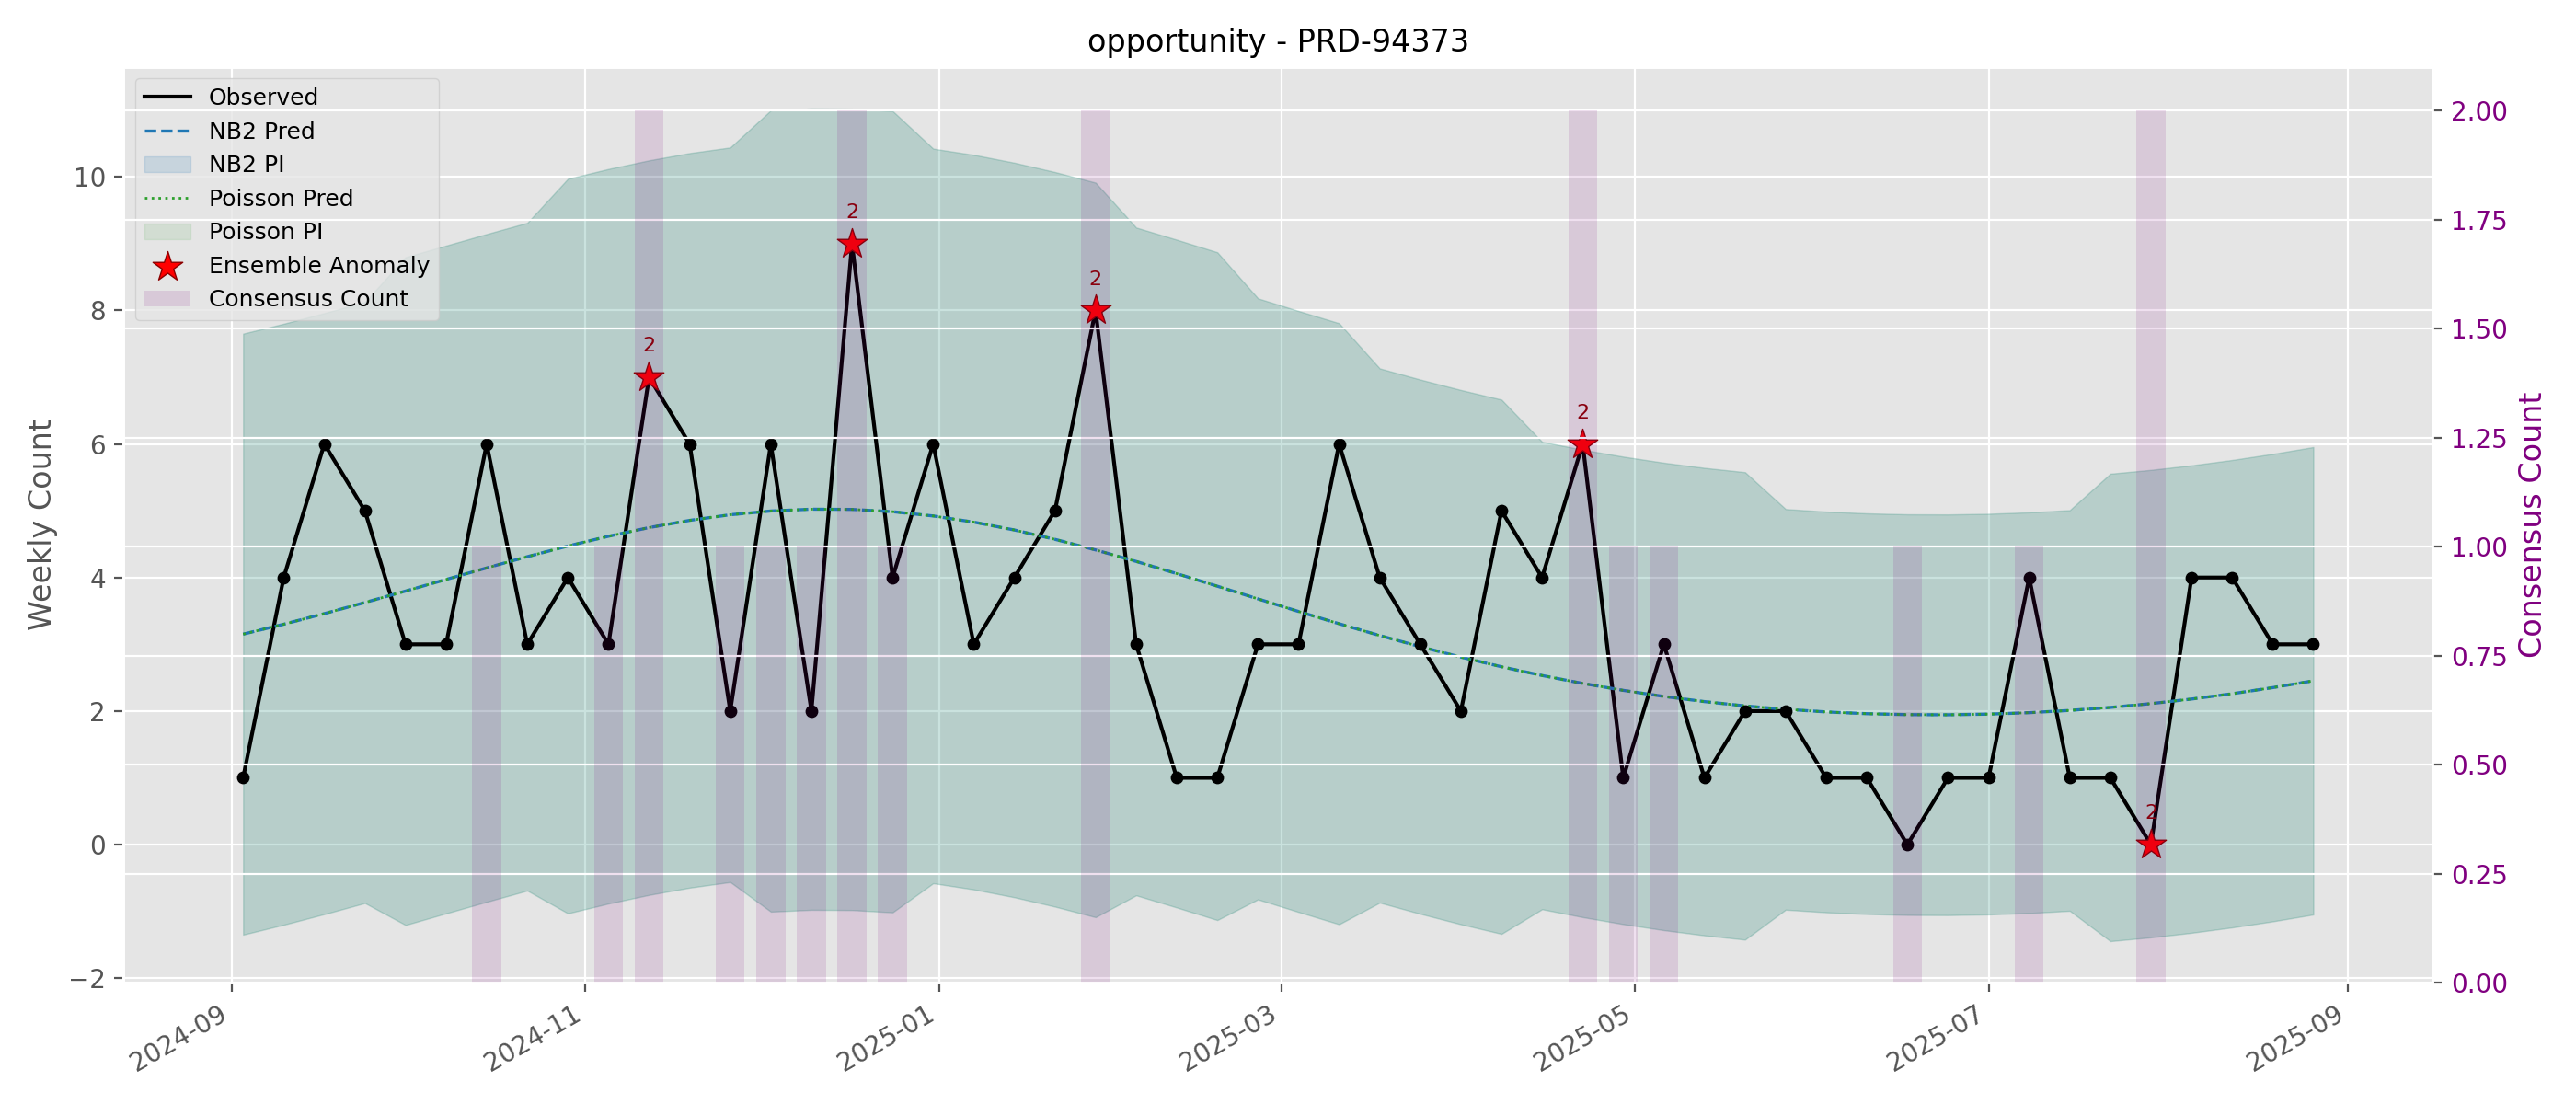 opportunity - PRD-94373
Observed
NB2 Pred
NB2 PI
Poisson Pred
Poisson PI
Ensemble Anomaly
Consensus Count
Weekly Count
10
8
6
4
2
0
−2
2
2
2
2
2
2.00
1.75
1.50
1.25
1.00
0.75
0.50
0.25
0.00
Consensus Count
2024-09
2024-11
2025-01
2025-03
2025-05
2025-07
2025-09